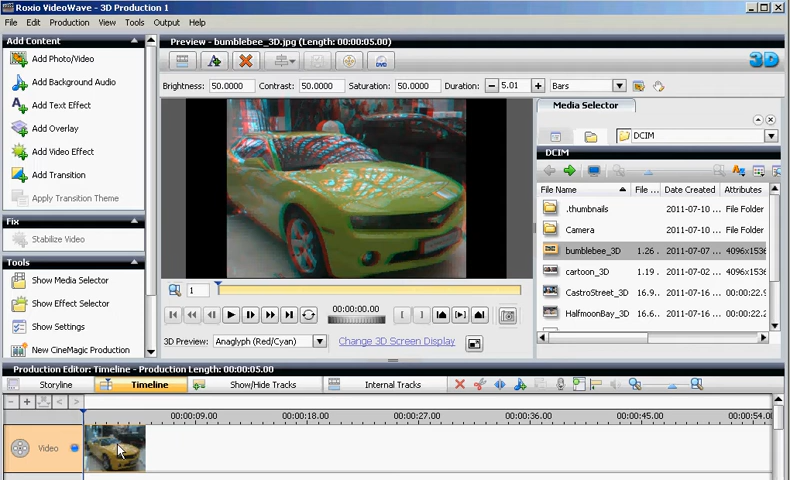 Roxio VideoWave - 3D Production 1
File Edit Production View Tools Output Help
Add Content
Add Photo/Video
Add Background Audio
Add Text Effect
Add Overlay
Add Video Effect
Add Transition
Apply Transition Theme
Fix
Stabilize Video
Tools
Show Media Selector
Show Effect Selector
Show Settings
New CineMagic Production
Preview - bumblebee_3D.jpg (Length: 00:00:05.00)
3D
Brightness: 50.0000 Contrast: 50.0000 Saturation: 50.0000 Duration: 5.01 Bars
1
00:00:00.00
3D Preview: Anaglyph (Red/Cyan) Change 3D Screen Display
Media Selector
DCIM
DCIM
File Name File ... Date Created Attributes
.thumbnails 2011-07-10 ... File Folder
Camera 2011-07-10 ... File Folder
bumblebee_3D 1.26 . 2011-07-07 ... 4096x1536
cartoon_3D 1.19 . 2011-07-02 ... 4096x1536
CastroStreet_3D 16.9.. 2011-07-16 ... 00:00:22.9
HalfmoonBay_3D 16.6.. 2011-07-16 ... 00:00:22.
Production Editor: Timeline - Production Length: 00:00:05.00
Storyline Timeline Show/Hide Tracks Internal Tracks
00:00:09.00 00:00:18.00 00:00:27.00 00:00:36.00 00:00:45.00 00:00:54.00
Video